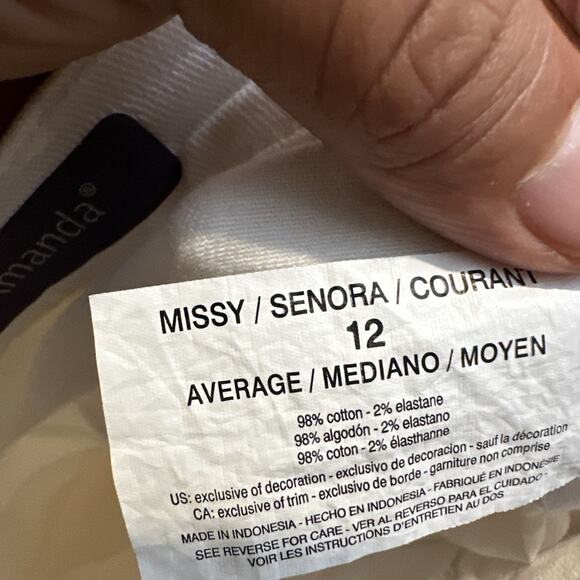 manda®
MISSY / SENORA / COURANT
12
AVERAGE / MEDIANO / MOYEN
98% cotton - 2% elastane
98% algodón - 2% elastano
98% coton - 2% élasthanne
US: exclusive of decoration - exclusivo de decoracion - sauf la décoration
CA: exclusive of trim - exclusivo de borde - garniture non comprise
MADE IN INDONESIA - HECHO EN INDONESIA - FABRIQUÉ EN INDONÉSIE
SEE REVERSE FOR CARE - VER AL REVERSO PARA EL CUIDADO -
VOIR LES INSTRUCTIONS D'ENTRETIEN AU DOS